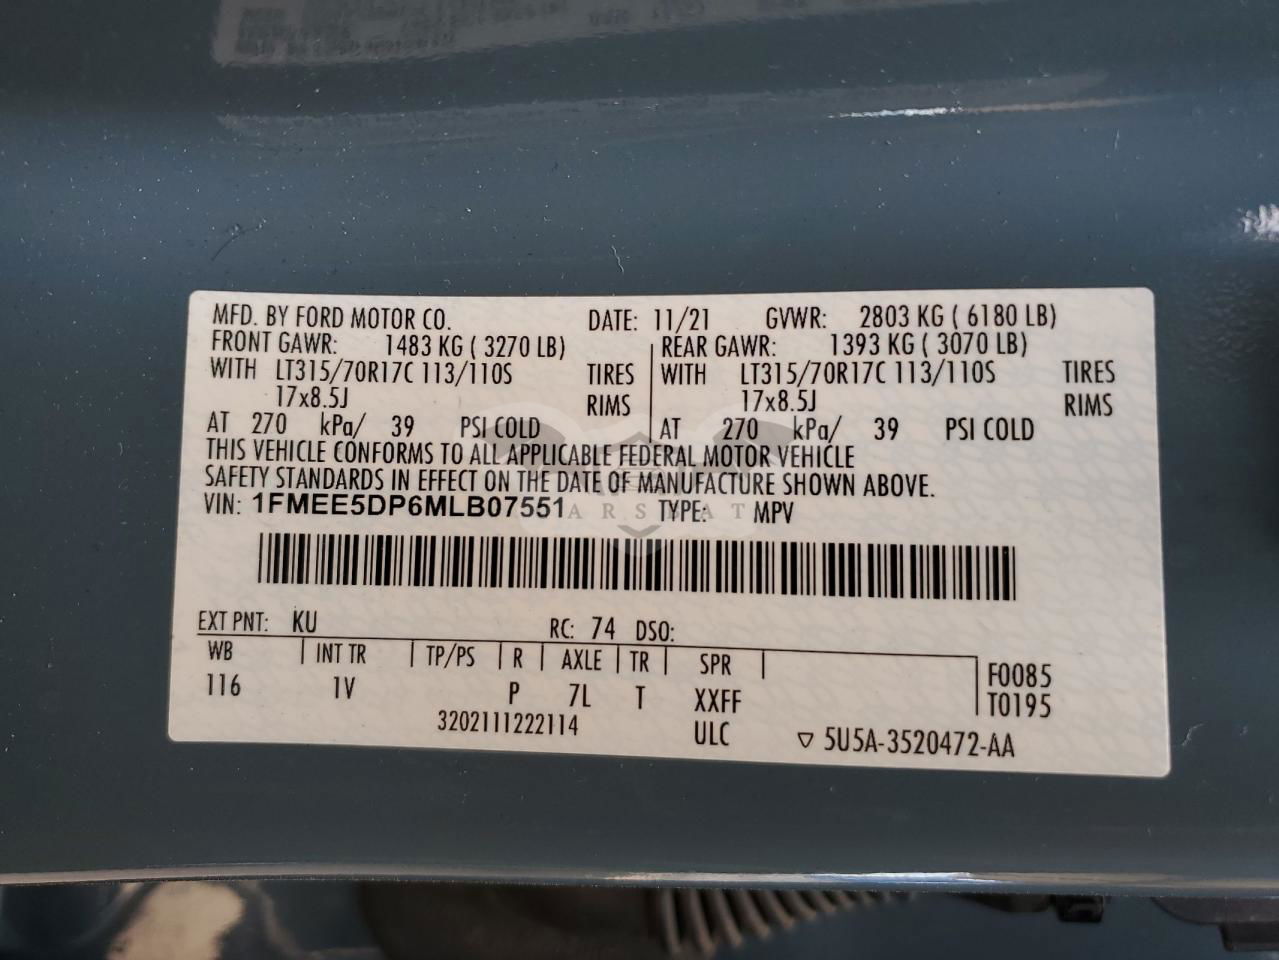 MFD. BY FORD MOTOR CO. DATE: 11/21 GVWR: 2803 KG ( 6180 LB)
FRONT GAWR: 1483 KG ( 3270 LB) REAR GAWR: 1393 KG ( 3070 LB)
WITH LT315/70R17C 113/110S TIRES WITH LT315/70R17C 113/110S TIRES
17x8.5J RIMS 17x8.5J RIMS
AT 270 kPa/ 39 PSI COLD AT 270 kPa/ 39 PSI COLD
THIS VEHICLE CONFORMS TO ALL APPLICABLE FEDERAL MOTOR VEHICLE
SAFETY STANDARDS IN EFFECT ON THE DATE OF MANUFACTURE SHOWN ABOVE.
VIN: 1FMEE5DP6MLB07551 TYPE: MPV
EXT PNT: KU RC: 74 DSO:
WB INT TR TP/PS R AXLE TR SPR F0085
116 1V P 7L T XXFF T0195
3202111222114 ULC ▽ 5U5A-3520472-AA